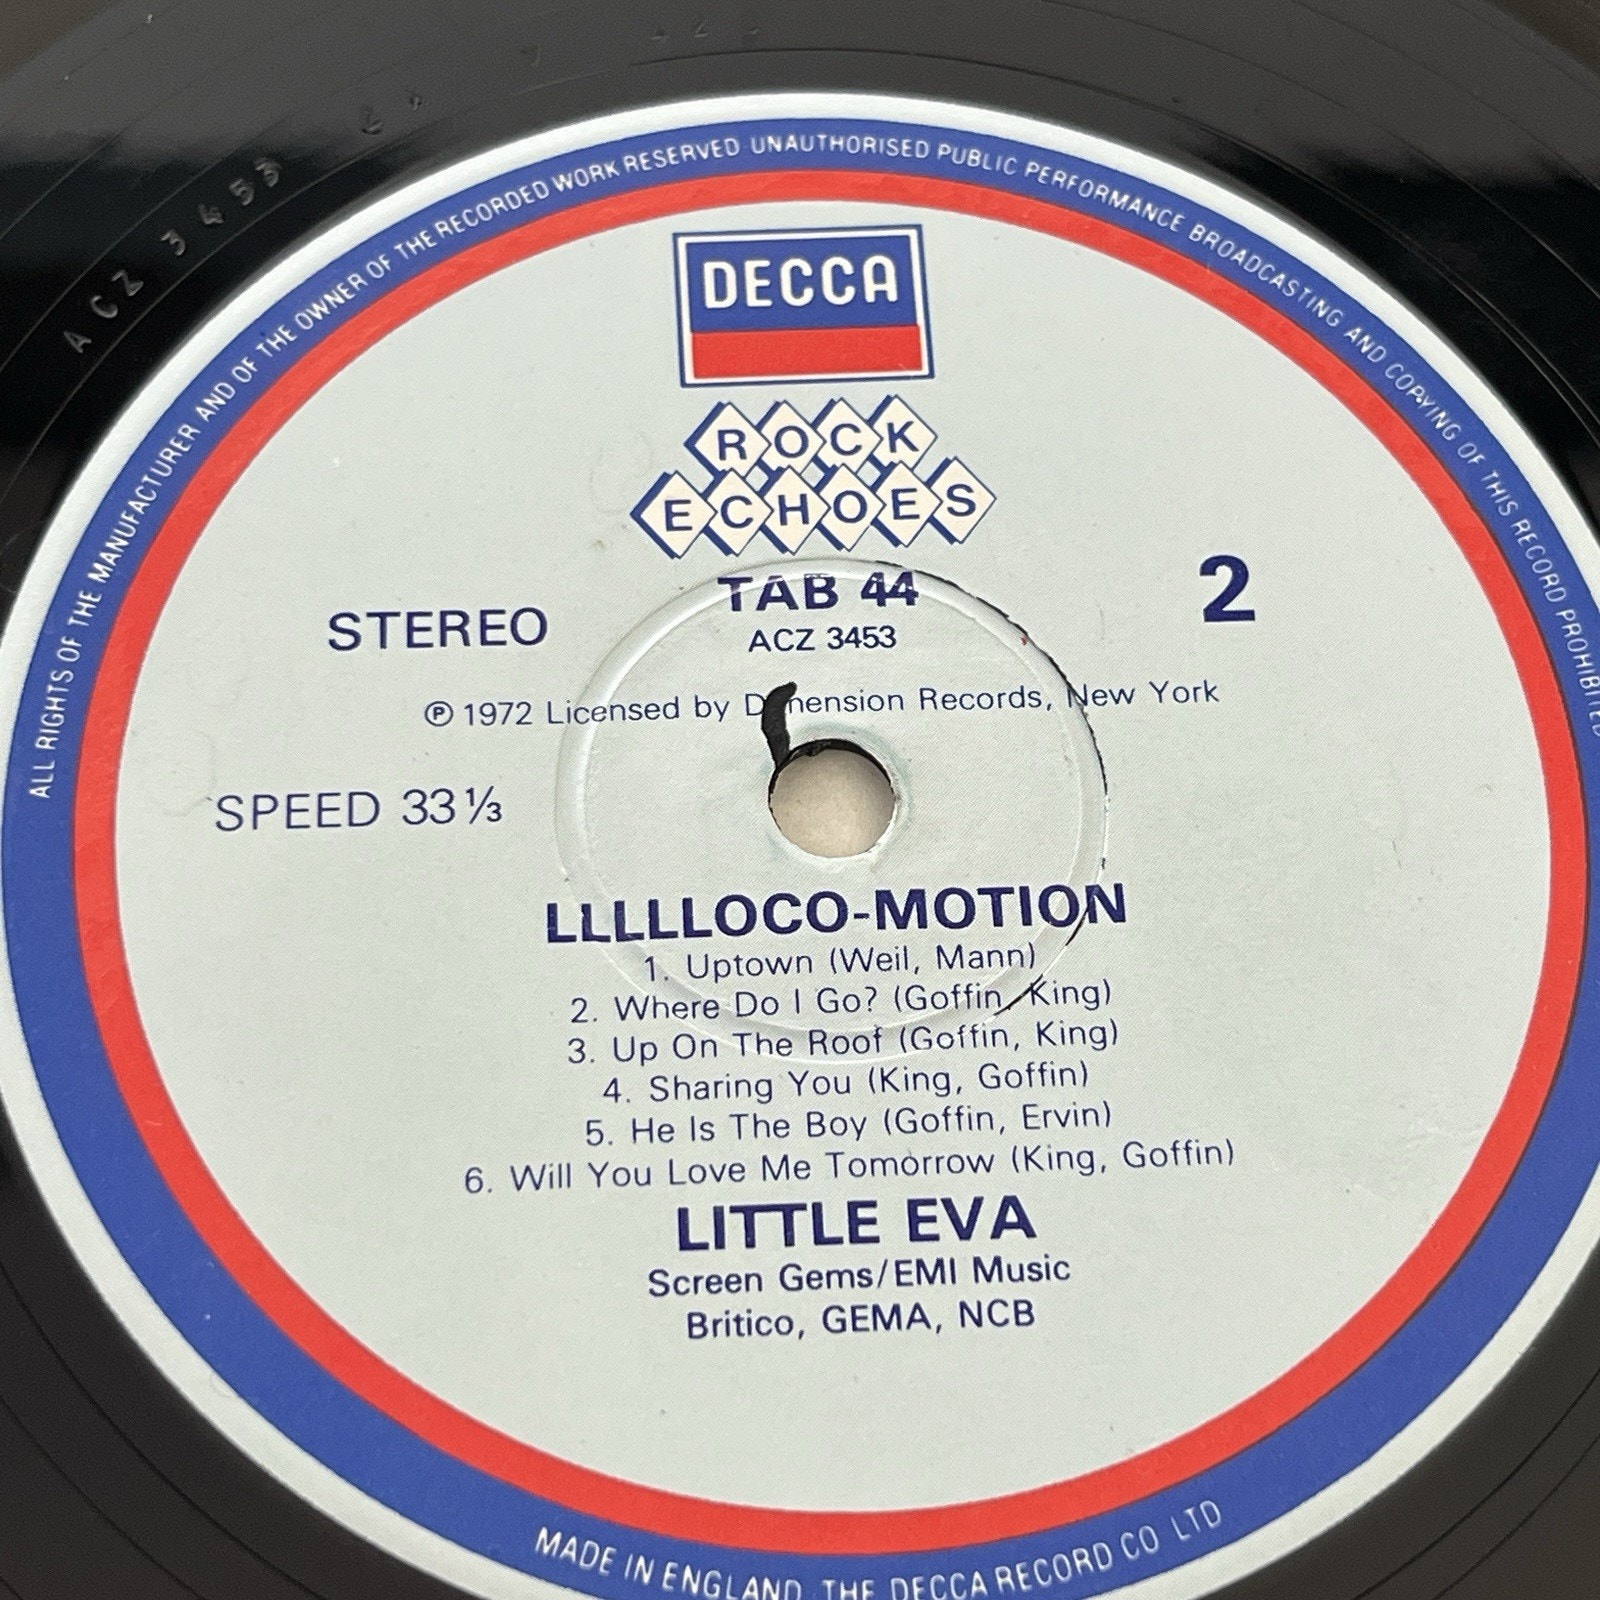 ALL RIGHTS OF THE MANUFACTURER AND OF THE OWNER OF THE RECORDED WORK RESERVED UNAUTHORISED PUBLIC PERFORMANCE BROADCASTING AND COPYING OF THIS RECORD PROHIBITED
ACZ 3453
DECCA
ROCK
ECHOES
TAB 44
2
STEREO
ACZ 3453
℗ 1972 Licensed by Dimension Records, New York
SPEED 33⅓
LLLLLOCO-MOTION
1. Uptown (Weil, Mann)
2. Where Do I Go? (Goffin, King)
3. Up On The Roof (Goffin, King)
4. Sharing You (King, Goffin)
5. He Is The Boy (Goffin, Ervin)
6. Will You Love Me Tomorrow (King, Goffin)
LITTLE EVA
Screen Gems/EMI Music
Britico, GEMA, NCB
MADE IN ENGLAND THE DECCA RECORD CO LTD